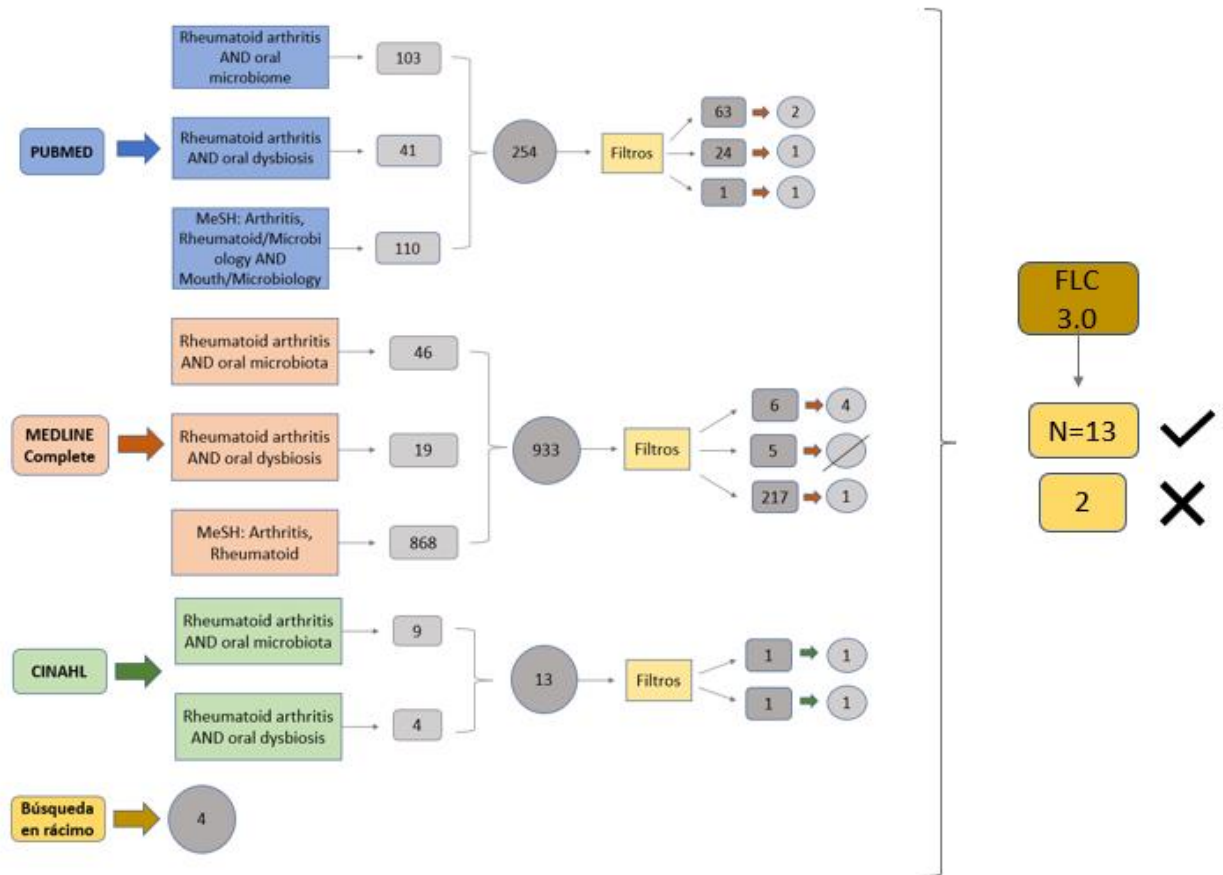 Rheumatoid arthritis
AND oral
microbiome
103
PUBMED
Rheumatoid arthritis
AND oral dysbiosis
41
MeSH: Arthritis,
Rheumatoid/Microbi
ology AND
Mouth/Microbiology
110
254
Filtros
63
2
24
1
1
1
MEDLINE
Complete
Rheumatoid arthritis
AND oral microbiota
46
Rheumatoid arthritis
AND oral dysbiosis
19
MeSH: Arthritis,
Rheumatoid
868
933
Filtros
6
4
5
217
1
CINAHL
Rheumatoid arthritis
AND oral microbiota
9
Rheumatoid arthritis
AND oral dysbiosis
4
13
Filtros
1
1
1
1
Búsqueda
en rácimo
4
FLC
3.0
N=13
2